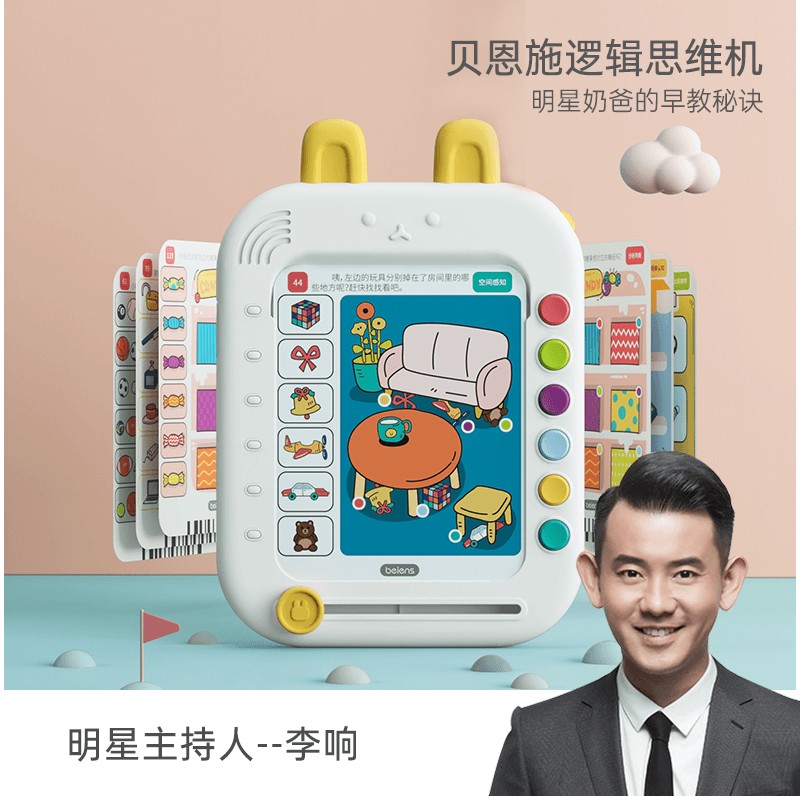 贝恩施逻辑思维机
明星奶爸的早教秘诀
44
咦,左边的玩具分别掉在了房间里的哪
些地方呢?赶快找找看吧。
空间感知
beiens
明星主持人--李响